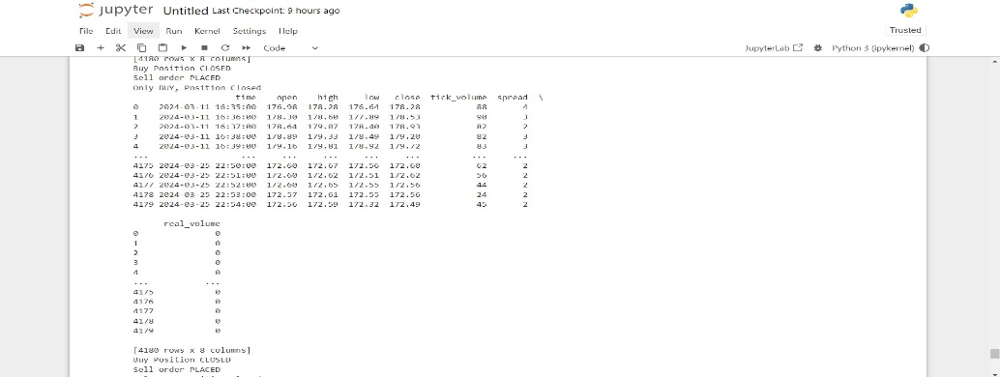 jupyter Untitled Last Checkpoint: 9 hours ago
File Edit View Run Kernel Settings Help Trusted
Code JupyterLab Python 3 (ipykernel)
[4180 rows x 8 columns]
Buy Position CLOSED
Sell order PLACED
Only BUY, Position Closed
time open high low close tick_volume spread \
0 2024-03-11 16:35:00 176.98 178.28 176.64 178.28 88 4
1 2024-03-11 16:36:00 178.30 178.60 177.89 178.53 90 3
2 2024-03-11 16:37:00 178.64 179.07 178.40 178.93 82 2
3 2024-03-11 16:38:00 178.89 179.33 178.49 179.20 82 3
4 2024-03-11 16:39:00 179.16 179.81 178.92 179.72 83 3
... ... ... ... ... ... ... ...
4175 2024-03-25 22:50:00 172.60 172.67 172.56 172.60 62 2
4176 2024-03-25 22:51:00 172.60 172.62 172.51 172.62 56 2
4177 2024-03-25 22:52:00 172.60 172.65 172.55 172.56 44 2
4178 2024-03-25 22:53:00 172.57 172.61 172.55 172.56 24 2
4179 2024-03-25 22:54:00 172.56 172.59 172.32 172.49 45 2
real_volume
0 0
1 0
2 0
3 0
4 0
... ...
4175 0
4176 0
4177 0
4178 0
4179 0
[4180 rows x 8 columns]
Buy Position CLOSED
Sell order PLACED